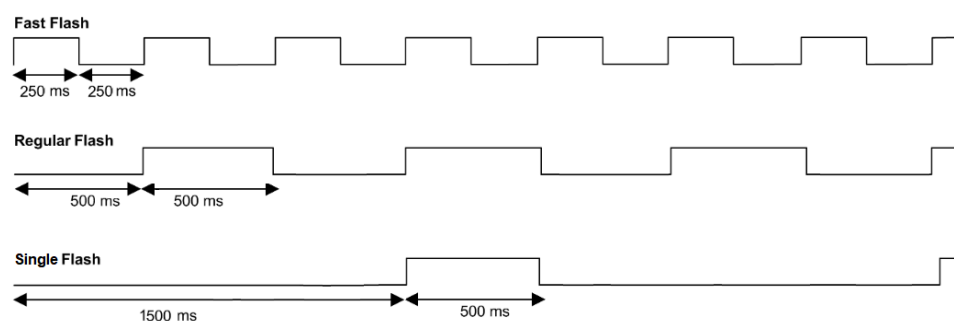 Fast Flash
250 ms 250 ms
Regular Flash
500 ms 500 ms
Single Flash
1500 ms 500 ms